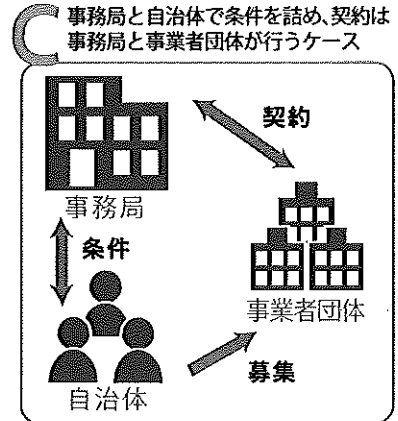 C 事務局と自治体で条件を詰め、契約は
事務局と事業者団体が行うケース
契約
事務局
条件
事業者団体
募集
自治体